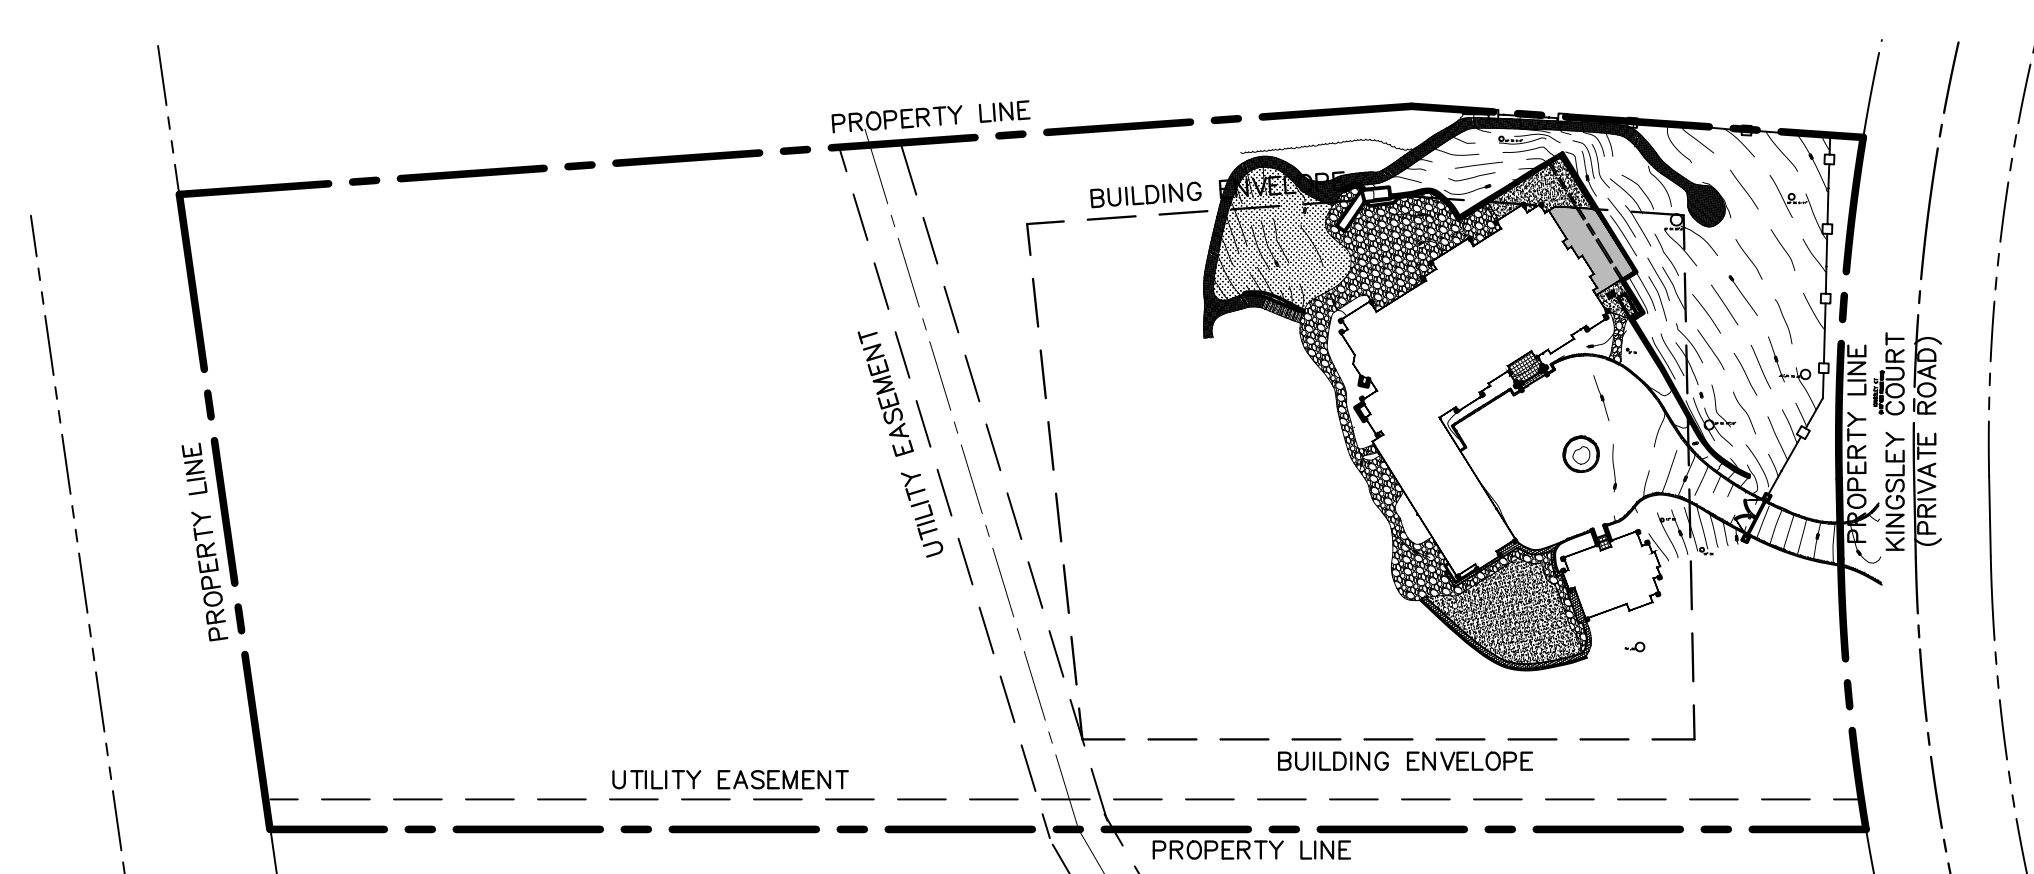 PROPERTY LINE
BUILDING ENVELOPE
UTILITY EASEMENT
PROPERTY LINE
PROPERTY LINE
KINGSLEY COURT
(PRIVATE ROAD)
BUILDING ENVELOPE
UTILITY EASEMENT
PROPERTY LINE